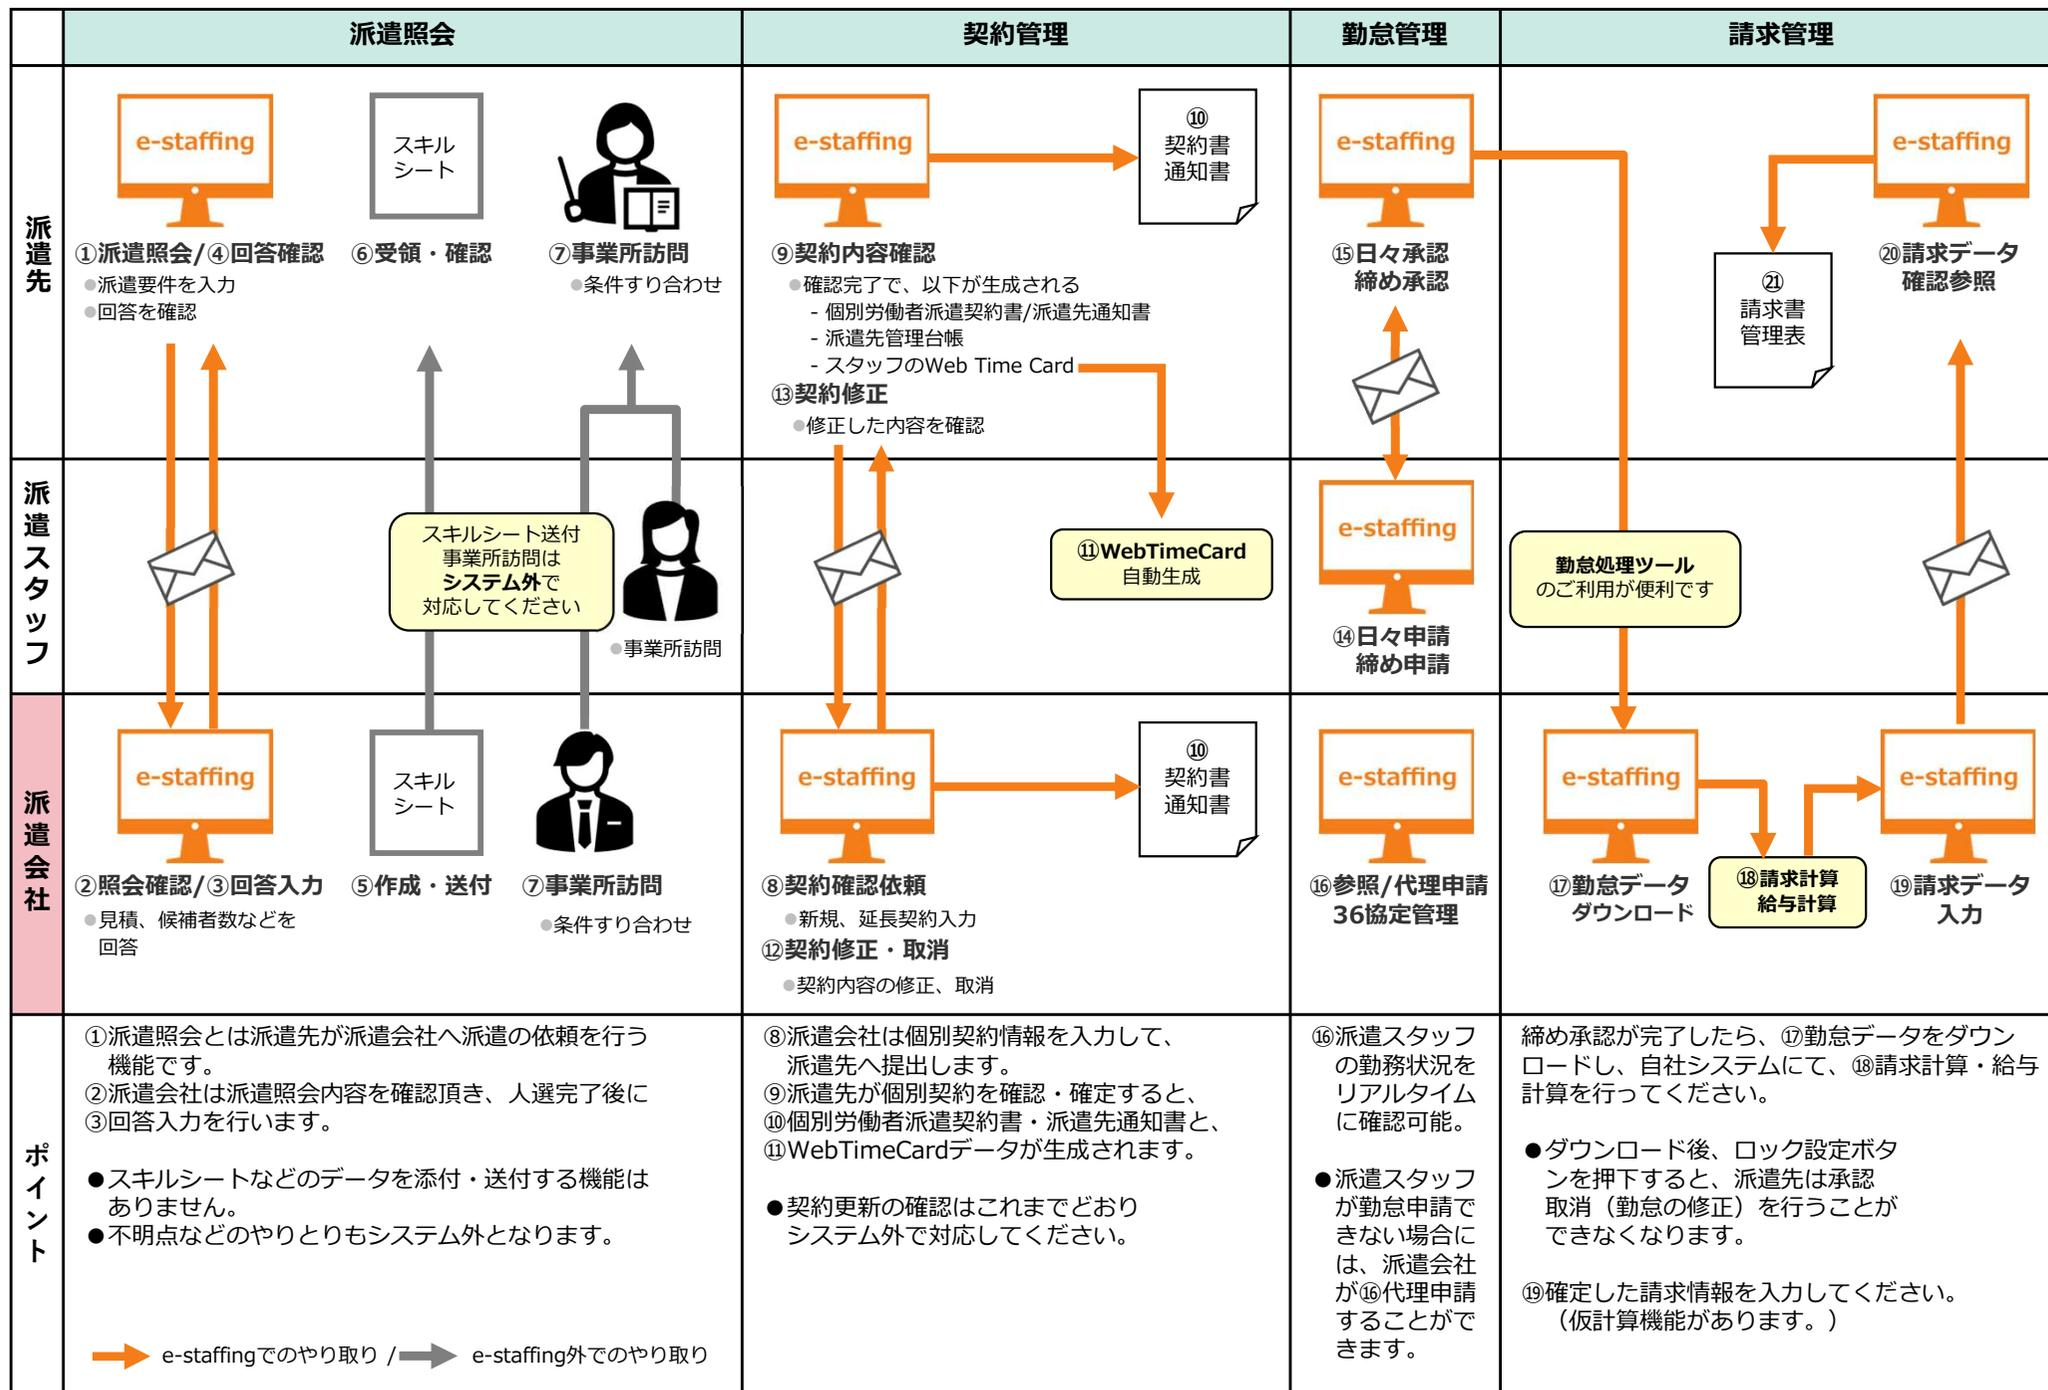 派遣照会
契約管理
勤怠管理
請求管理
派遣先
e-staffing
スキル
シート
①派遣照会/④回答確認
●派遣要件を入力
●回答を確認
⑥受領・確認
⑦事業所訪問
●条件すり合わせ
e-staffing
⑩
契約書
通知書
⑨契約内容確認
●確認完了で、以下が生成される
- 個別労働者派遣契約書/派遣先通知書
- 派遣先管理台帳
- スタッフのWeb Time Card
⑬契約修正
●修正した内容を確認
e-staffing
⑮日々承認
締め承認
e-staffing
⑳請求データ
確認参照
㉑
請求書
管理表
派遣スタッフ
スキルシート送付
事業所訪問は
システム外で
対応してください
●事業所訪問
⑪WebTimeCard
自動生成
e-staffing
⑭日々申請
締め申請
勤怠処理ツール
のご利用が便利です
派遣会社
e-staffing
②照会確認/③回答入力
●見積、候補者数などを
回答
スキル
シート
⑤作成・送付
⑦事業所訪問
●条件すり合わせ
e-staffing
⑩
契約書
通知書
⑧契約確認依頼
●新規、延長契約入力
⑫契約修正・取消
●契約内容の修正、取消
e-staffing
⑯参照/代理申請
36協定管理
e-staffing
⑰勤怠データ
ダウンロード
⑱請求計算
給与計算
e-staffing
⑲請求データ
入力
ポイント
①派遣照会とは派遣先が派遣会社へ派遣の依頼を行う
機能です。
②派遣会社は派遣照会内容を確認頂き、人選完了後に
③回答入力を行います。
●スキルシートなどのデータを添付・送付する機能は
ありません。
●不明点などのやりとりもシステム外となります。
e-staffingでのやり取り /
e-staffing外でのやり取り
⑧派遣会社は個別契約情報を入力して、
派遣先へ提出します。
⑨派遣先が個別契約を確認・確定すると、
⑩個別労働者派遣契約書・派遣先通知書と、
⑪WebTimeCardデータが生成されます。
●契約更新の確認はこれまでどおり
システム外で対応してください。
⑯派遣スタッフ
の勤務状況を
リアルタイム
に確認可能。
●派遣スタッフ
が勤怠申請で
きない場合に
は、派遣会社
が⑯代理申請
することがで
きます。
締め承認が完了したら、⑰勤怠データをダウン
ロードし、自社システムにて、⑱請求計算・給与
計算を行ってください。
●ダウンロード後、ロック設定ボタ
ンを押下すると、派遣先は承認
取消（勤怠の修正）を行うことが
できなくなります。
⑲確定した請求情報を入力してください。
（仮計算機能があります。）